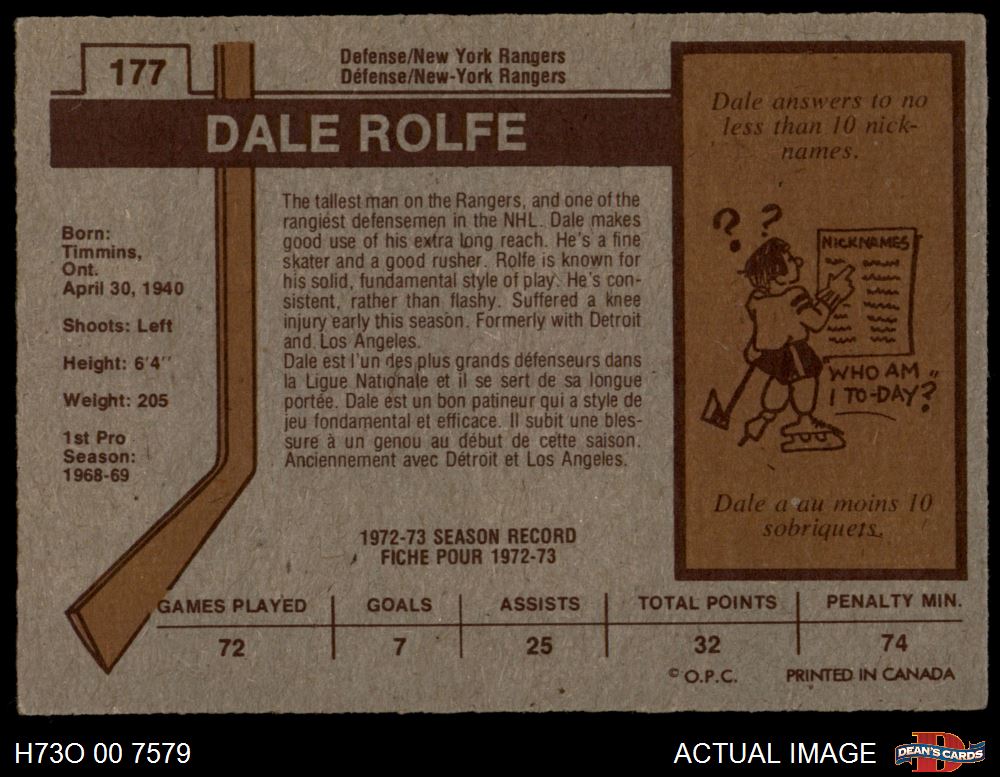 177
Defense/New York Rangers
Défense/New-York Rangers
DALE ROLFE
Born:
Timmins,
Ont.
April 30, 1940
Shoots: Left
Height: 6'4''
Weight: 205
1st Pro
Season:
1968-69
The tallest man on the Rangers, and one of the
rangiest defensemen in the NHL. Dale makes
good use of his extra long reach. He's a fine
skater and a good rusher. Rolfe is known for
his solid, fundamental style of play. He's con-
sistent, rather than flashy. Suffered a knee
injury early this season. Formerly with Detroit
and Los Angeles.
Dale est l'un des plus grands défenseurs dans
la Ligue Nationale et il se sert de sa longue
portée. Dale est un bon patineur qui a style de
jeu fondamental et efficace. Il subit une bles-
sure à un genou au début de cette saison.
Anciennement avec Détroit et Los Angeles.
Dale answers to no
less than 10 nick-
names.
? ?
NICKNAMES
WHO AM
I TO-DAY?
Dale a au moins 10
sobriquets.
1972-73 SEASON RECORD
FICHE POUR 1972-73
GAMES PLAYED GOALS ASSISTS TOTAL POINTS PENALTY MIN.
72 7 25 32 74
© O.P.C. PRINTED IN CANADA
H73O 00 7579 ACTUAL IMAGE DEAN'S CARDS